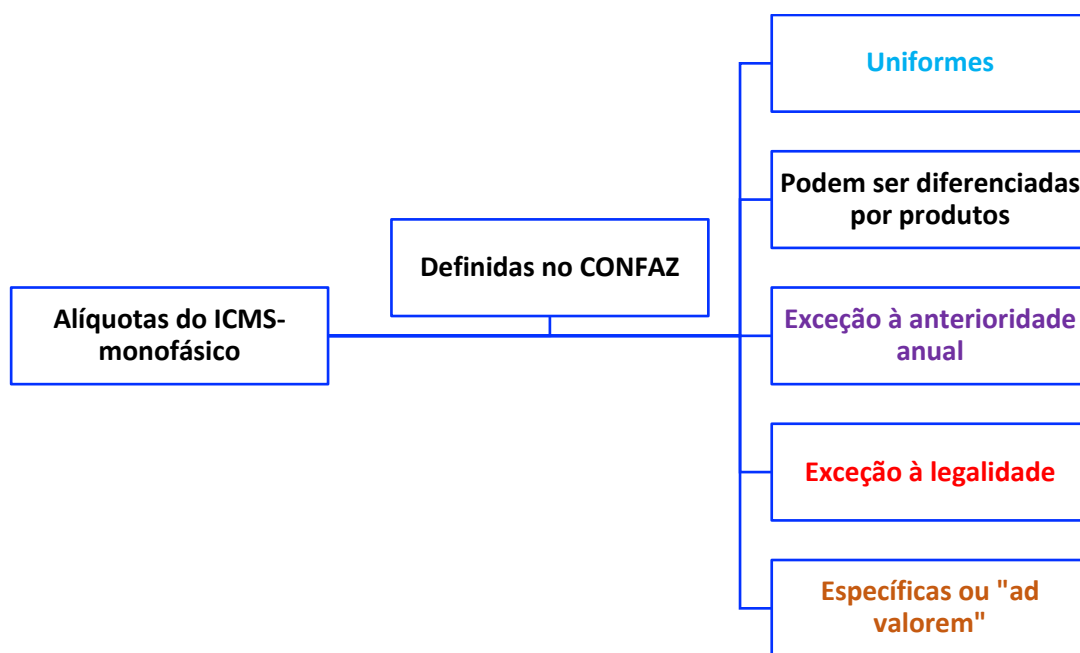 Alíquotas do ICMS-
monofásico
Definidas no CONFAZ
Uniformes
Podem ser diferenciadas
por produtos
Exceção à anterioridade
anual
Exceção à legalidade
Específicas ou "ad
valorem"